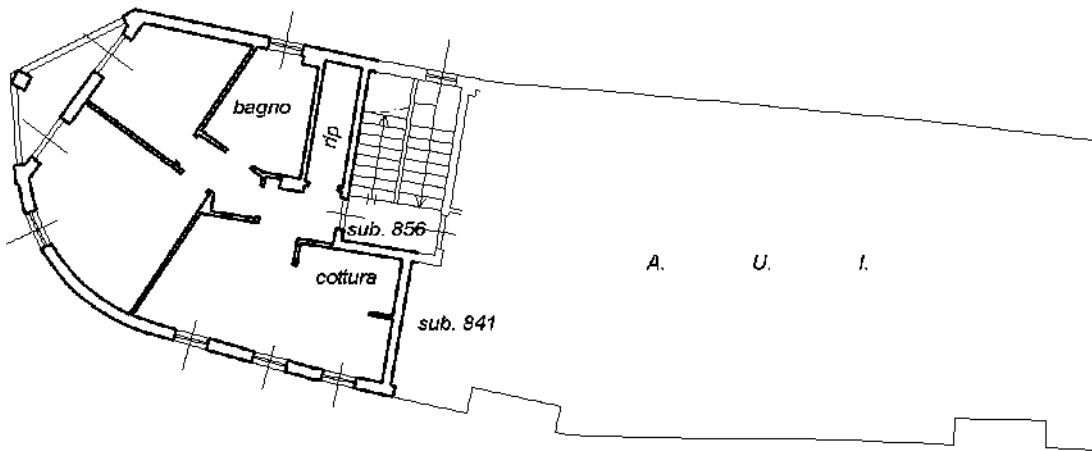 bagno
rip
sub. 856
A. U. I.
cottura
sub. 841